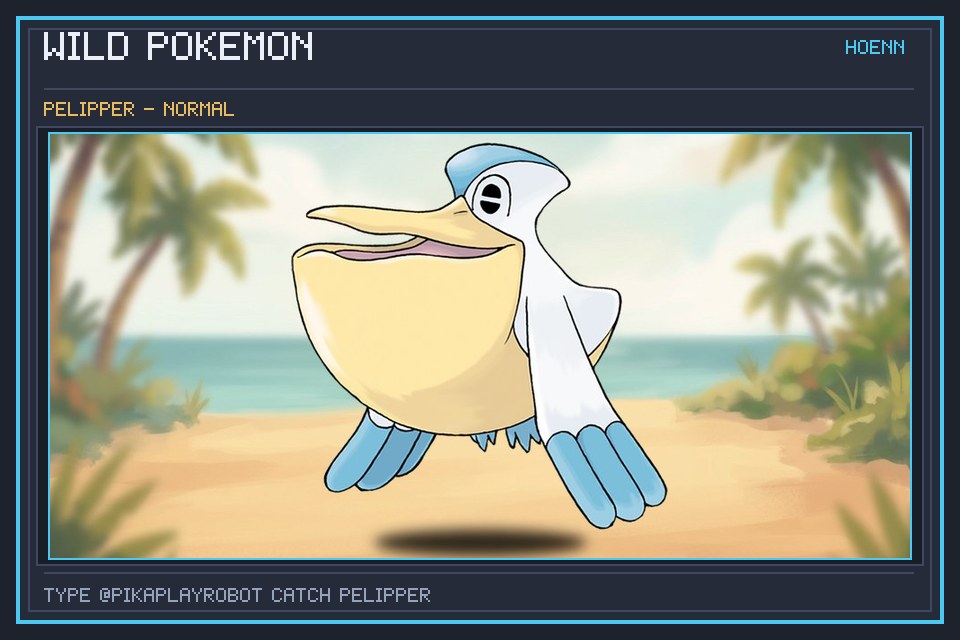 WILD POKEMON
HOENN
PELIPPER – NORMAL
TYPE @PIKAPLAYROBOT CATCH PELIPPER